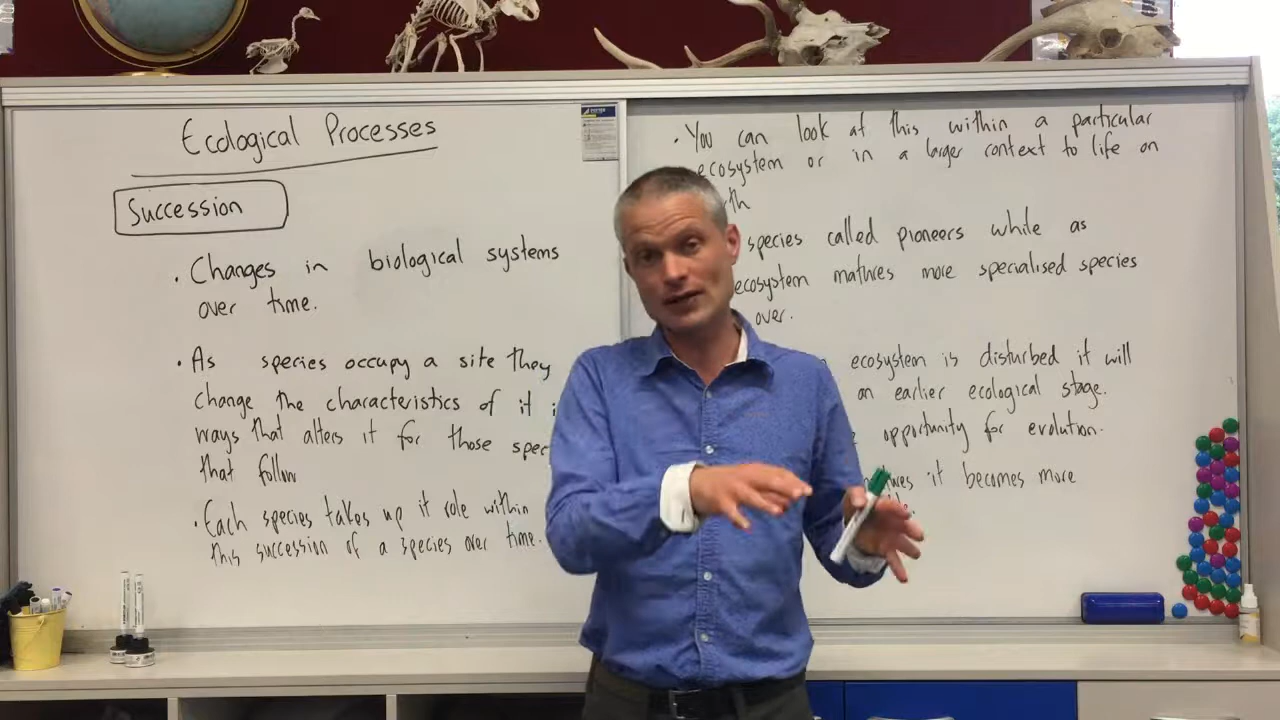 Ecological Processes
Succession
. Changes in biological systems
over time.
. As species occupy a site they
change the characteristics of it i
ways that alters it for those spec
that follow
. Each species takes up it role within
this succession of a species over time.
. You can look at this within a particular
ecosystem or in a larger context to life on
th
species called pioneers while as
ecosystem matures more specialised species
over.
ecosystem is disturbed it will
an earlier ecological stage.
opportunity for evolution.
it becomes more